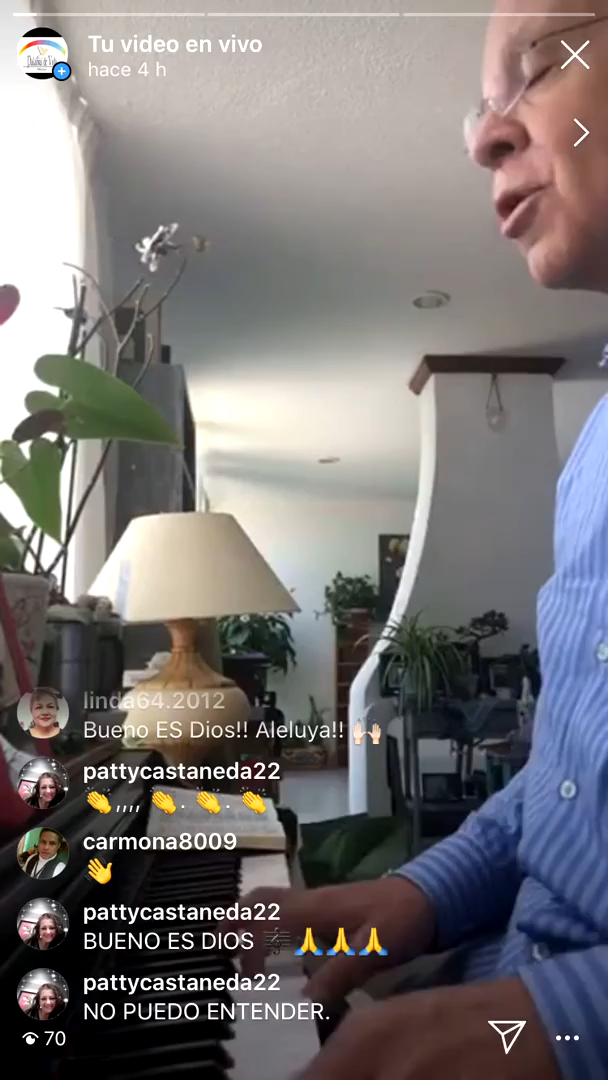 Tu video en vivo
hace 4 h
linda64.2012
Bueno ES Dios!! Aleluya!! 🙌🏻
pattycastaneda22
👏,,,, 👏. 👏. 👏
carmona8009
👋
pattycastaneda22
BUENO ES DIOS 🎼🙏🙏🙏
pattycastaneda22
NO PUEDO ENTENDER.
70